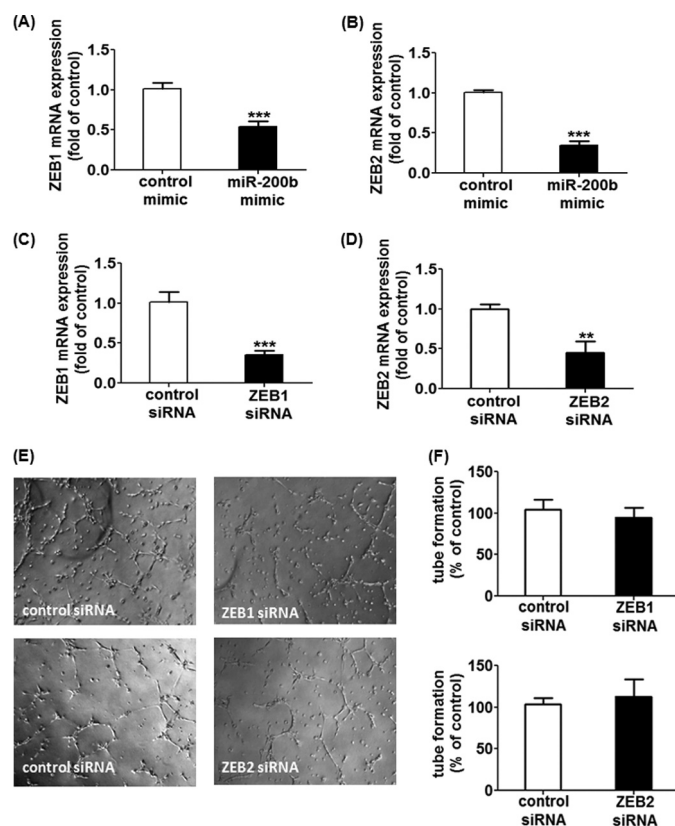 (A)
ZEB1 mRNA expression
(fold of control)
1.5
1.0
0.5
0.0
***
control
mimic
miR-200b
mimic
(B)
ZEB2 mRNA expression
(fold of control)
1.5
1.0
0.5
0.0
***
control
mimic
miR-200b
mimic
(C)
ZEB1 mRNA expression
(fold of control)
1.5
1.0
0.5
0.0
***
control
siRNA
ZEB1
siRNA
(D)
ZEB2 mRNA expression
(fold of control)
1.5
1.0
0.5
0.0
**
control
siRNA
ZEB2
siRNA
(E)
control siRNA
ZEB1 siRNA
control siRNA
ZEB2 siRNA
(F)
tube formation
(% of control)
150
100
50
0
control
siRNA
ZEB1
siRNA
tube formation
(% of control)
150
100
50
0
control
siRNA
ZEB2
siRNA